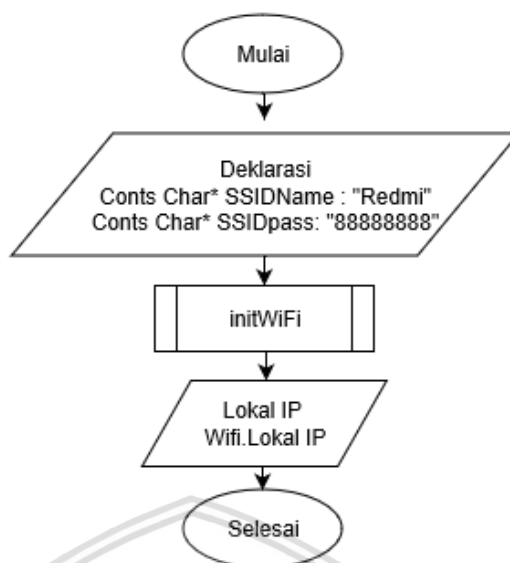 Mulai
Deklarasi
Conts Char* SSIDName : "Redmi"
Conts Char* SSIDpass: "88888888"
initWiFi
Lokal IP
Wifi.Lokal IP
Selesai